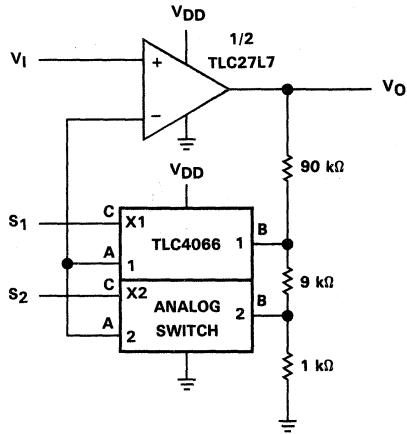 VDD
1/2
TLC27L7
VI
+
−
VO
VDD
90 kΩ
S1
C
X1
TLC4066
1
B
A
1
9 kΩ
S2
C
X2
ANALOG
SWITCH
2
B
A
2
1 kΩ